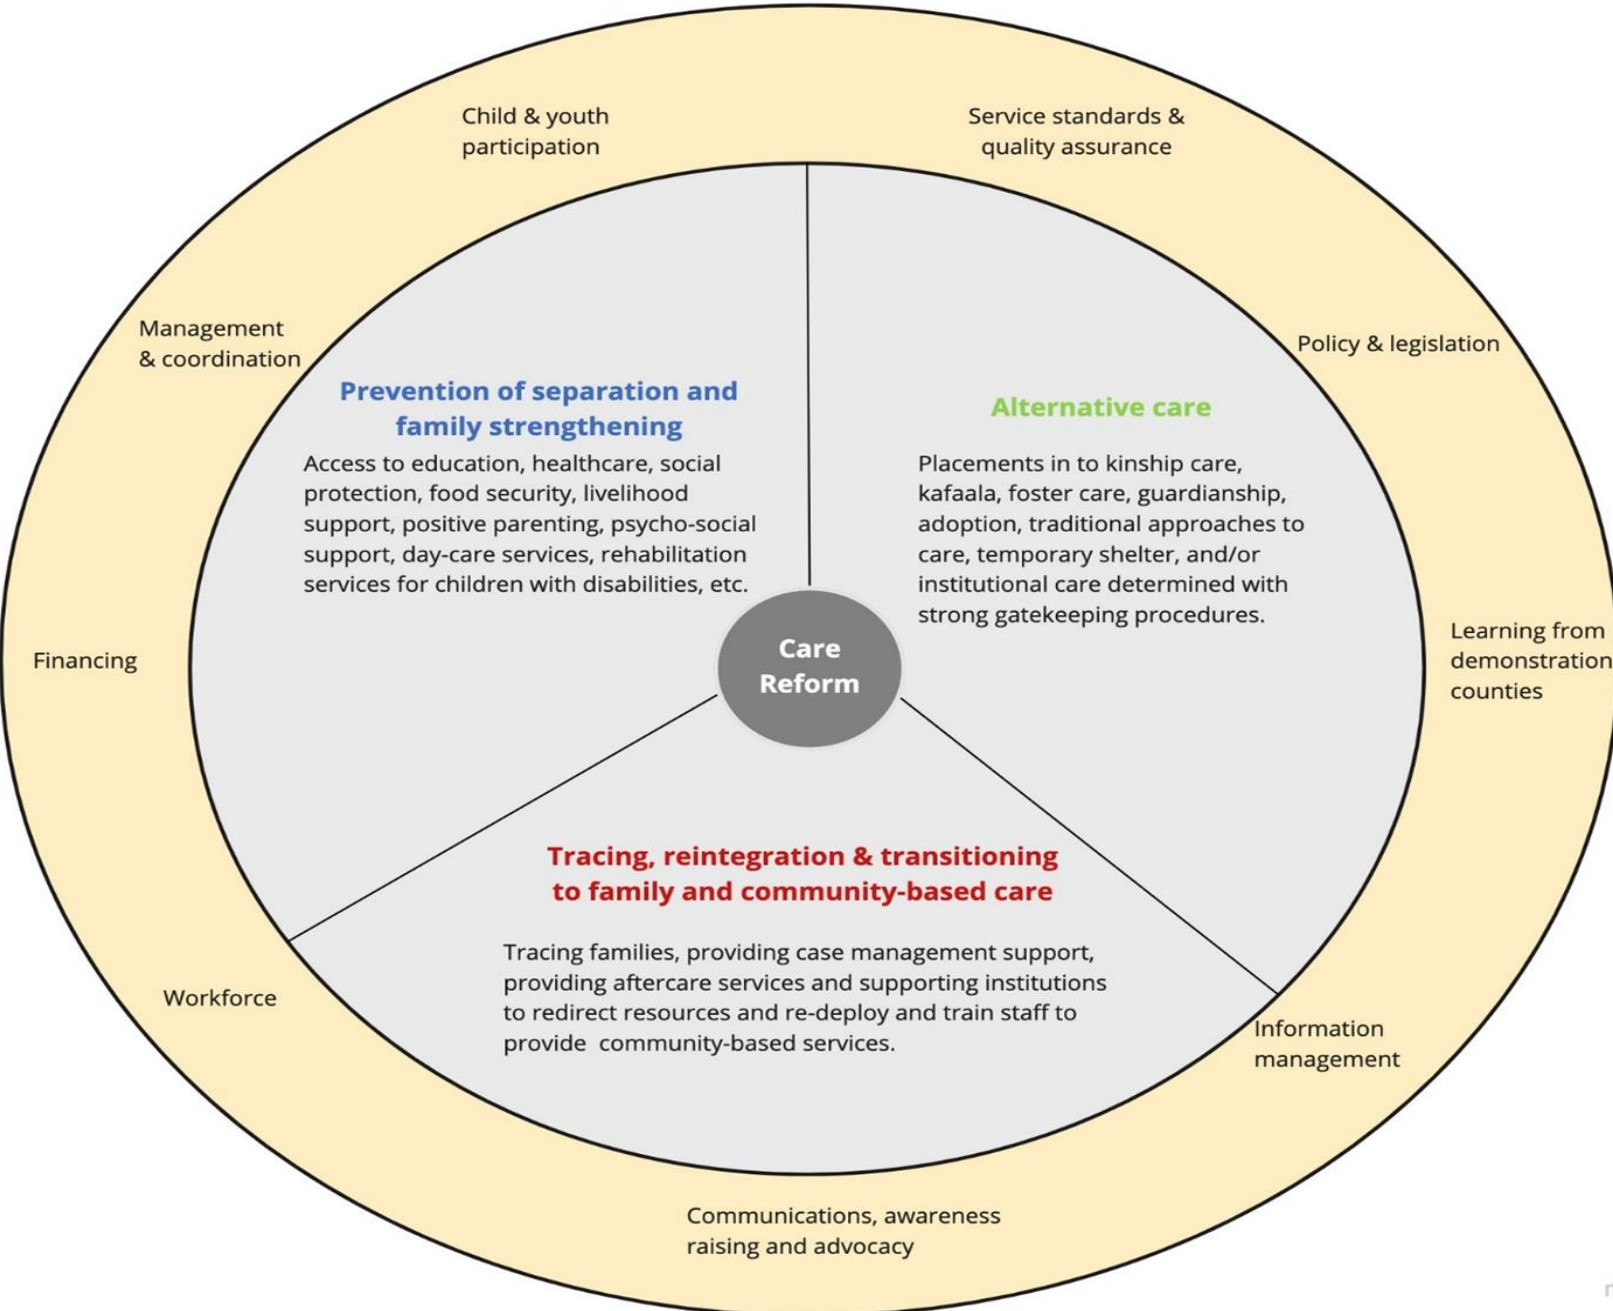 Child & youth
participation
Service standards &
quality assurance
Management
& coordination
Policy & legislation
Prevention of separation and
family strengthening
Access to education, healthcare, social
protection, food security, livelihood
support, positive parenting, psycho-social
support, day-care services, rehabilitation
services for children with disabilities, etc.
Alternative care
Placements in to kinship care,
kafaala, foster care, guardianship,
adoption, traditional approaches to
care, temporary shelter, and/or
institutional care determined with
strong gatekeeping procedures.
Care
Reform
Financing
Learning from
demonstration
counties
Tracing, reintegration & transitioning
to family and community-based care
Tracing families, providing case management support,
providing aftercare services and supporting institutions
to redirect resources and re-deploy and train staff to
provide  community-based services.
Workforce
Information
management
Communications, awareness
raising and advocacy